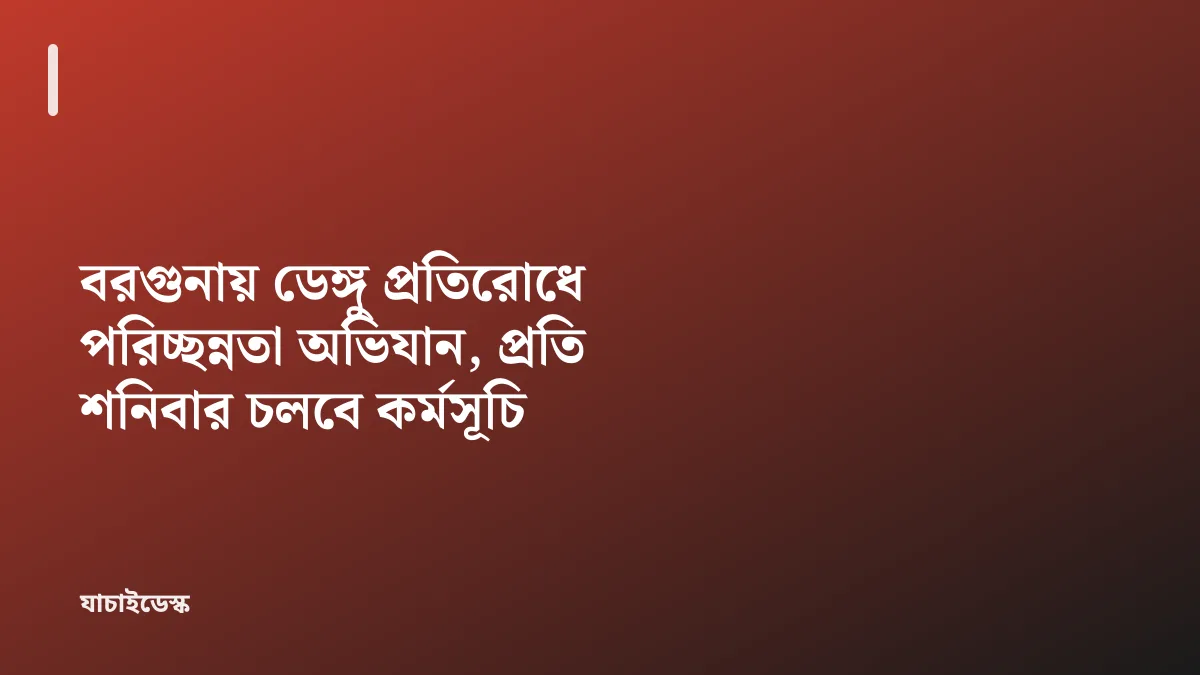 বরগুনায় ডেঙ্গু প্রতিরোধে
পরিচ্ছন্নতা অভিযান, প্রতি
শনিবার চলবে কর্মসূচি
যাচাইডেস্ক